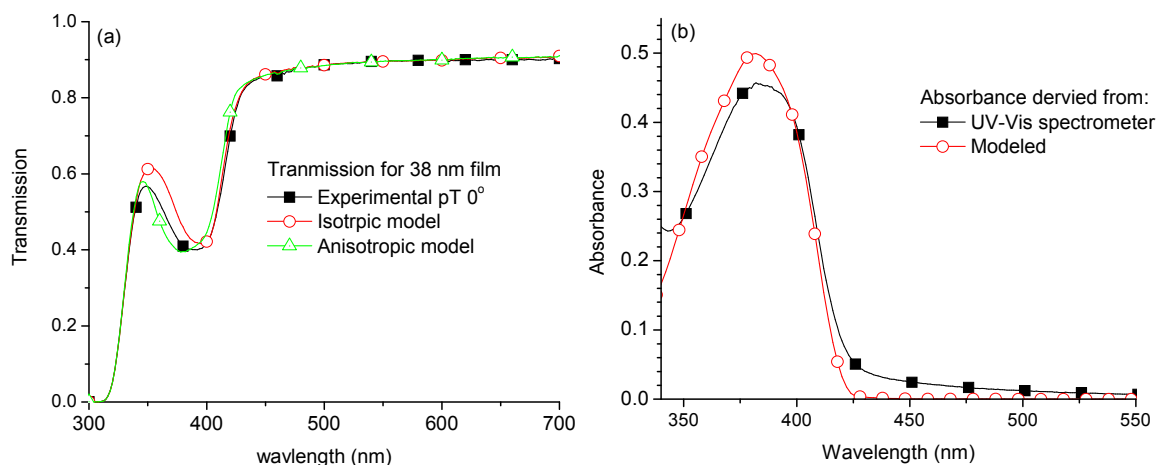 (a)
1.0
0.8
0.6
0.4
0.2
0.0
Transmission
300
400
500
600
700
wavlength (nm)
Tranmission for 38 nm film
Experimental pT 0°
Isotrpic model
Anisotropic model
(b)
0.5
0.4
0.3
0.2
0.1
0.0
Absorbance
350
400
450
500
550
Wavelength (nm)
Absorbance dervied from:
UV-Vis spectrometer
Modeled